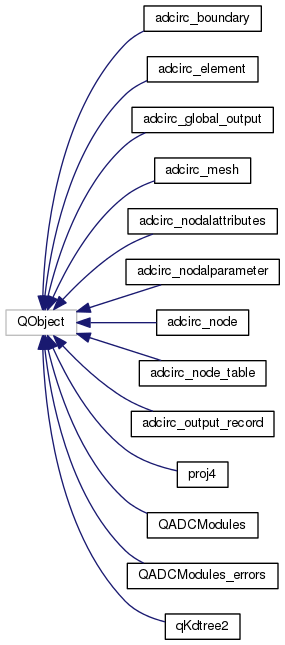 adcirc_boundary
adcirc_element
adcirc_global_output
adcirc_mesh
adcirc_nodalattributes
adcirc_nodalparameter
QObject
adcirc_node
adcirc_node_table
adcirc_output_record
proj4
QADCModules
QADCModules_errors
qKdtree2